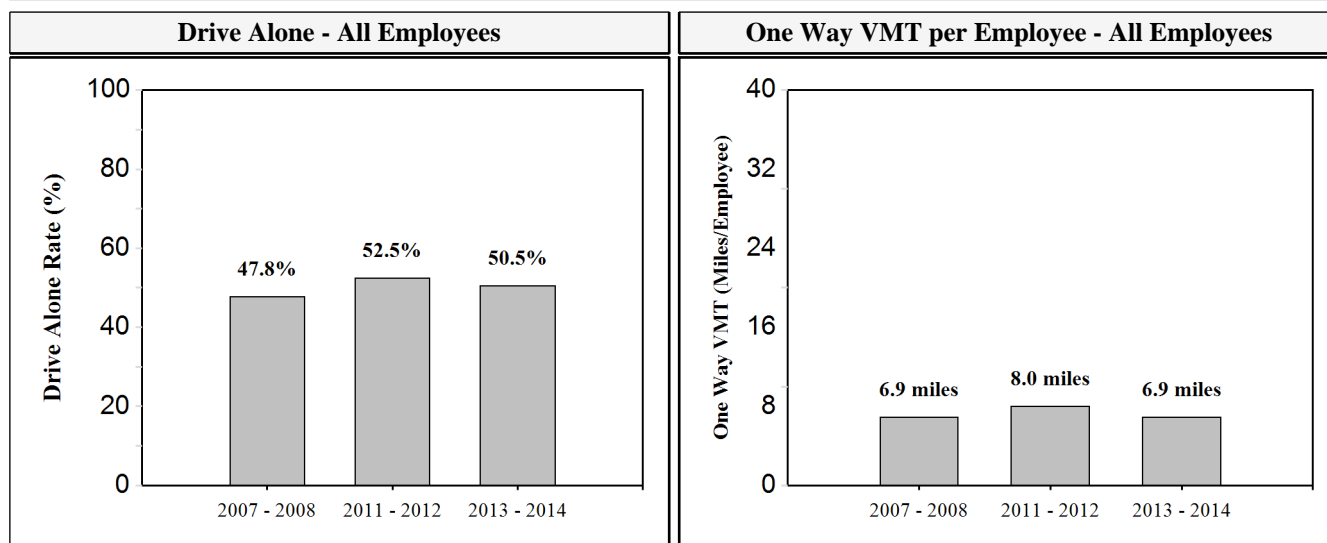 Drive Alone - All Employees
One Way VMT per Employee - All Employees
Drive Alone Rate (%)
100
80
60
40
20
0
47.8%
52.5%
50.5%
2007 - 2008
2011 - 2012
2013 - 2014
One Way VMT (Miles/Employee)
40
32
24
16
8
0
6.9 miles
8.0 miles
6.9 miles
2007 - 2008
2011 - 2012
2013 - 2014